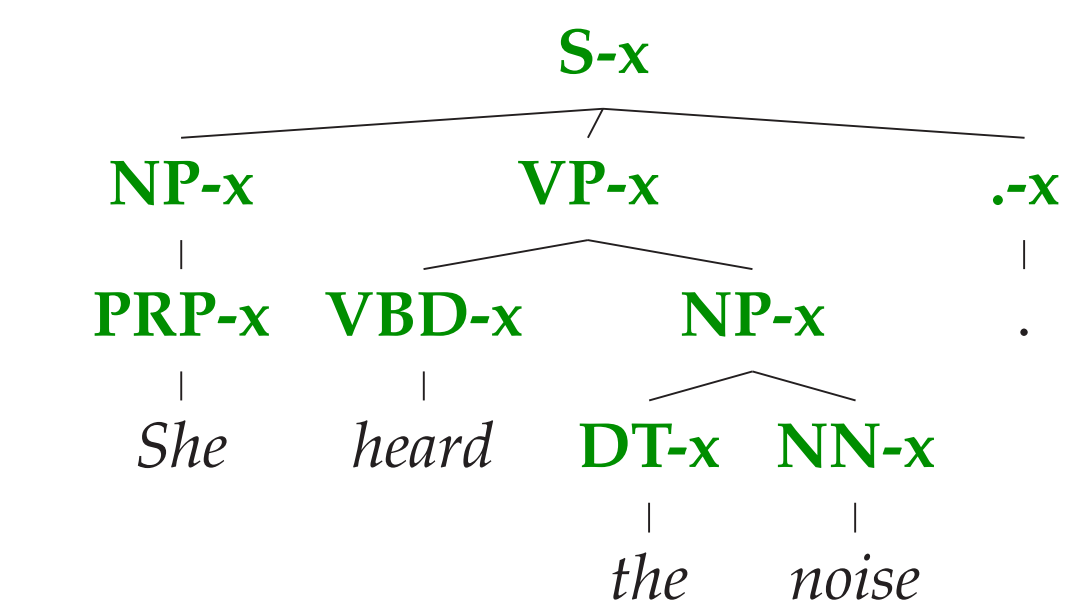 S-x
NP-x VP-x .-x
PRP-x VBD-x NP-x .
She heard DT-x NN-x
the noise